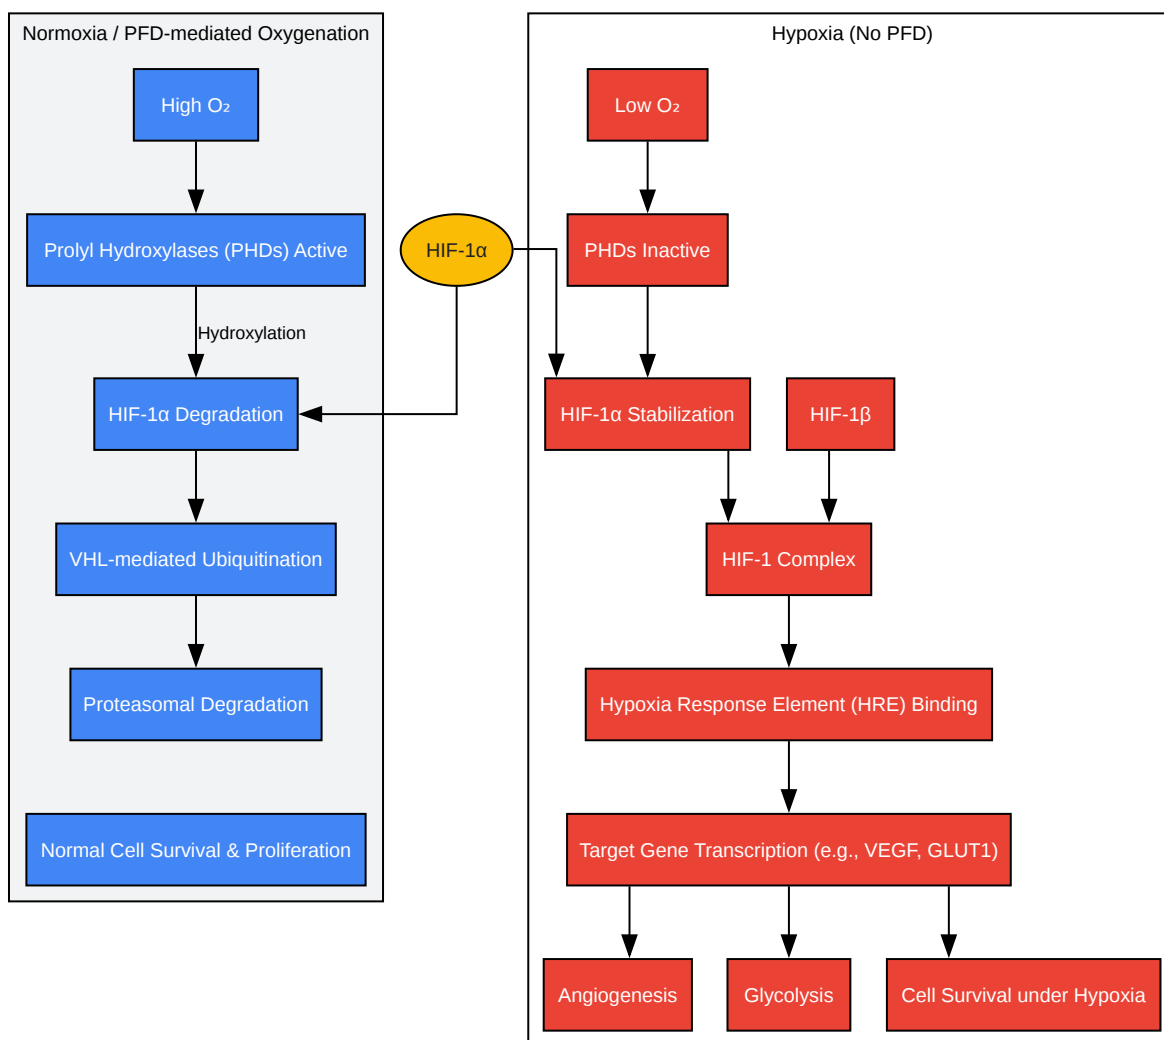 Normoxia / PFD-mediated Oxygenation
High O₂
Prolyl Hydroxylases (PHDs) Active
Hydroxylation
HIF-1α Degradation
VHL-mediated Ubiquitination
Proteasomal Degradation
Normal Cell Survival & Proliferation
HIF-1α
Hypoxia (No PFD)
Low O₂
PHDs Inactive
HIF-1α Stabilization
HIF-1β
HIF-1 Complex
Hypoxia Response Element (HRE) Binding
Target Gene Transcription (e.g., VEGF, GLUT1)
Angiogenesis
Glycolysis
Cell Survival under Hypoxia